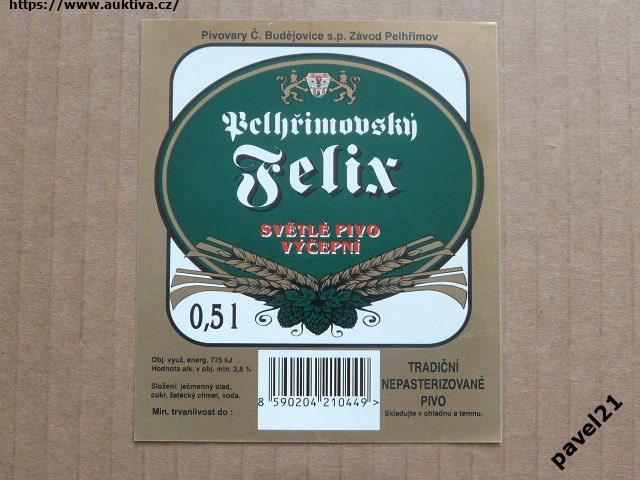 https://www.auktiva.cz/
Pivovary Č. Budějovice s.p. Závod Pelhřimov
Pelhřimovský
Felix
SVĚTLÉ PIVO
VÝČEPNÍ
0,5 l
Obj. využ. energ. 775 kJ
Hodnota alk. v obj. min. 3,8 %
Složení: ječmenný slad,
cukr, žatecký chmel, voda.
Min. trvanlivost do :
8 590204 210449 >
TRADIČNÍ
NEPASTERIZOVANÉ
PIVO
Skladujte v chladnu a temnu.
pavel21